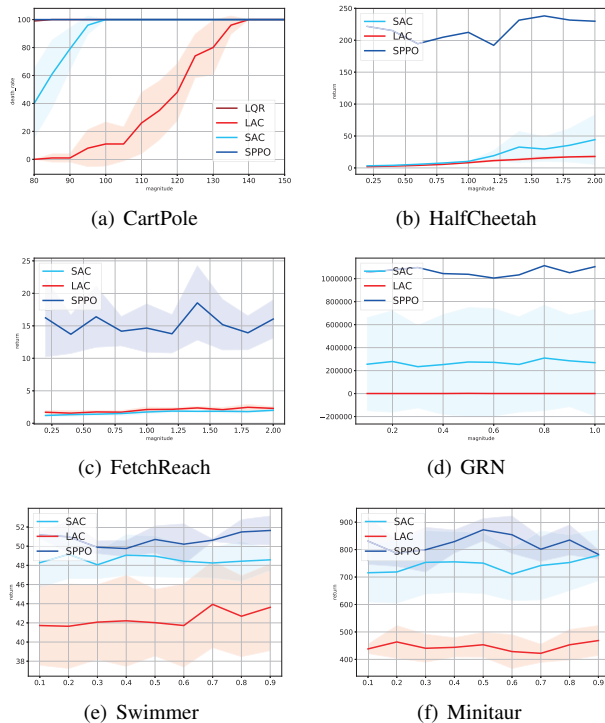 100
80
60
40
20
0
death_rate
80 90 100 110 120 130 140 150
magnitude
LQR
LAC
SAC
SPPO
(a) CartPole
250
200
150
100
50
0
return
0.25 0.50 0.75 1.00 1.25 1.50 1.75 2.00
magnitude
SAC
LAC
SPPO
(b) HalfCheetah
25
20
15
10
5
0
return
0.25 0.50 0.75 1.00 1.25 1.50 1.75 2.00
magnitude
SAC
LAC
SPPO
(c) FetchReach
1000000
800000
600000
400000
200000
0
−200000
return
0.2 0.4 0.6 0.8 1.0
magnitude
SAC
LAC
SPPO
(d) GRN
52
50
48
46
44
42
40
38
return
0.1 0.2 0.3 0.4 0.5 0.6 0.7 0.8 0.9
SAC
LAC
SPPO
(e) Swimmer
900
800
700
600
500
400
return
0.1 0.2 0.3 0.4 0.5 0.6 0.7 0.8 0.9
SAC
LAC
SPPO
(f) Minitaur